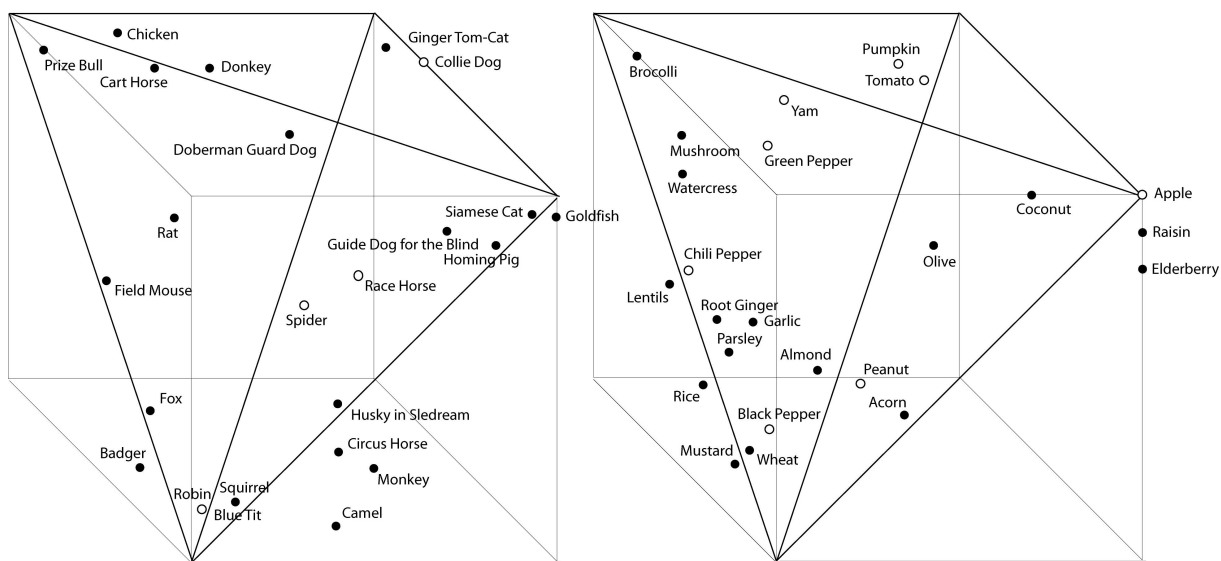 Chicken
Ginger Tom-Cat
Prize Bull
Cart Horse
Donkey
Collie Dog
Doberman Guard Dog
Rat
Siamese Cat
Goldfish
Guide Dog for the Blind
Homing Pig
Field Mouse
Race Horse
Spider
Fox
Husky in Sledream
Badger
Circus Horse
Monkey
Robin
Squirrel
Blue Tit
Camel
Pumpkin
Brocolli
Tomato
Yam
Mushroom
Green Pepper
Watercress
Apple
Coconut
Raisin
Chili Pepper
Olive
Elderberry
Lentils
Root Ginger
Garlic
Parsley
Almond
Peanut
Rice
Black Pepper
Acorn
Mustard
Wheat